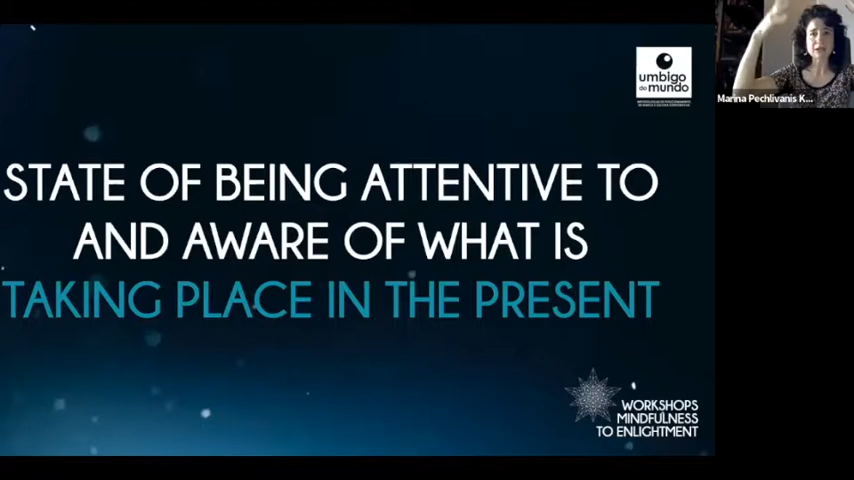 umbigo
do mundo
Marina Pechlivanis K...
STATE OF BEING ATTENTIVE TO
AND AWARE OF WHAT IS
TAKING PLACE IN THE PRESENT
WORKSHOPS
MINDFULNESS
TO ENLIGHTMENT